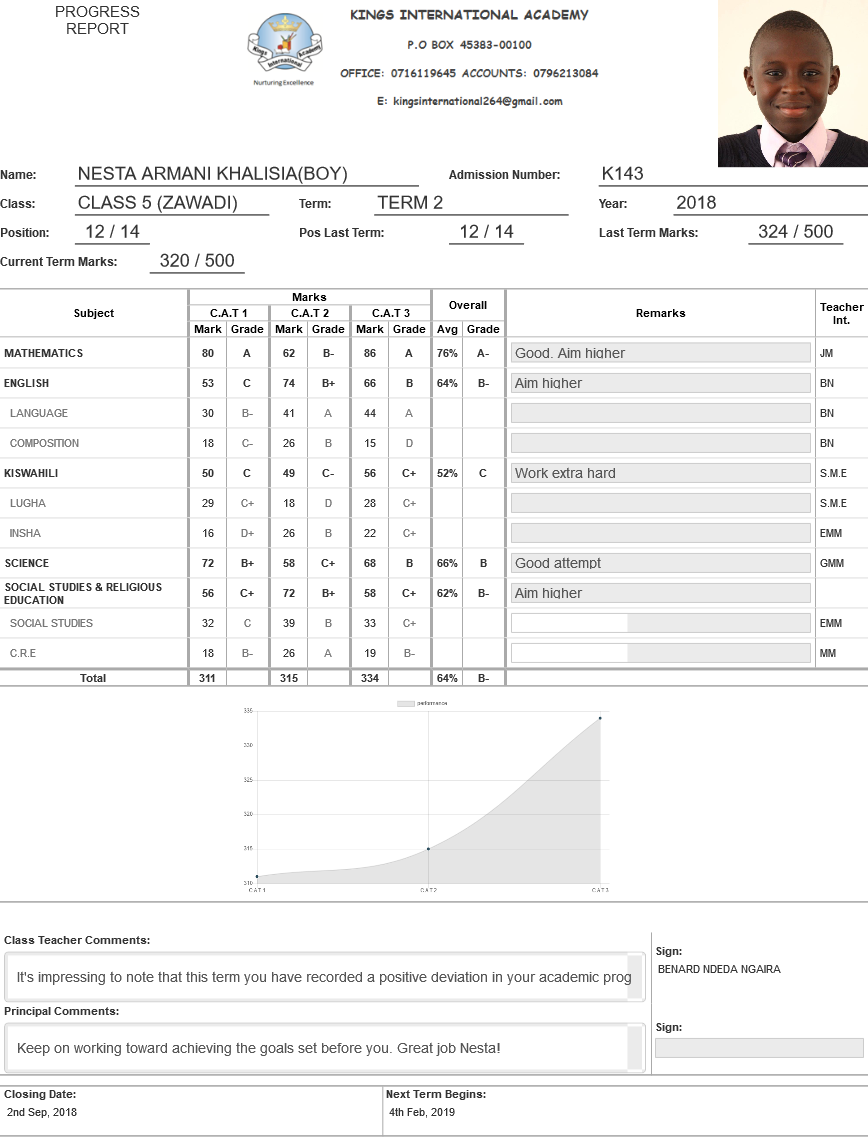 PROGRESS
REPORT
KINGS INTERNATIONAL ACADEMY
P.O BOX 45383-00100
OFFICE: 0716119645 ACCOUNTS: 0796213084
E: kingsinternational264@gmail.com
Kings
Academy
International
Nurturing Excellence
Name: NESTA ARMANI KHALISIA(BOY) Admission Number: K143
Class: CLASS 5 (ZAWADI) Term: TERM 2 Year: 2018
Position: 12 / 14 Pos Last Term: 12 / 14 Last Term Marks: 324 / 500
Current Term Marks: 320 / 500
Subject Marks Overall Remarks Teacher Int.
C.A.T 1 C.A.T 2 C.A.T 3
Mark Grade Mark Grade Mark Grade Avg Grade
MATHEMATICS 80 A 62 B- 86 A 76% A- Good. Aim higher JM
ENGLISH 53 C 74 B+ 66 B 64% B- Aim higher BN
LANGUAGE 30 B- 41 A 44 A BN
COMPOSITION 18 C- 26 B 15 D BN
KISWAHILI 50 C 49 C- 56 C+ 52% C Work extra hard S.M.E
LUGHA 29 C+ 18 D 28 C+ S.M.E
INSHA 16 D+ 26 B 22 C+ EMM
SCIENCE 72 B+ 58 C+ 68 B 66% B Good attempt GMM
SOCIAL STUDIES & RELIGIOUS
EDUCATION 56 C+ 72 B+ 58 C+ 62% B- Aim higher
SOCIAL STUDIES 32 C 39 B 33 C+ EMM
C.R.E 18 B- 26 A 19 B- MM
Total 311 315 334 64% B-
performance
335
330
325
320
315
310
CAT1 CAT2 CAT3
Class Teacher Comments:
It's impressing to note that this term you have recorded a positive deviation in your academic prog
Sign:
BENARD NDEDA NGAIRA
Principal Comments:
Keep on working toward achieving the goals set before you. Great job Nesta!
Sign:
Closing Date: Next Term Begins:
2nd Sep, 2018 4th Feb, 2019